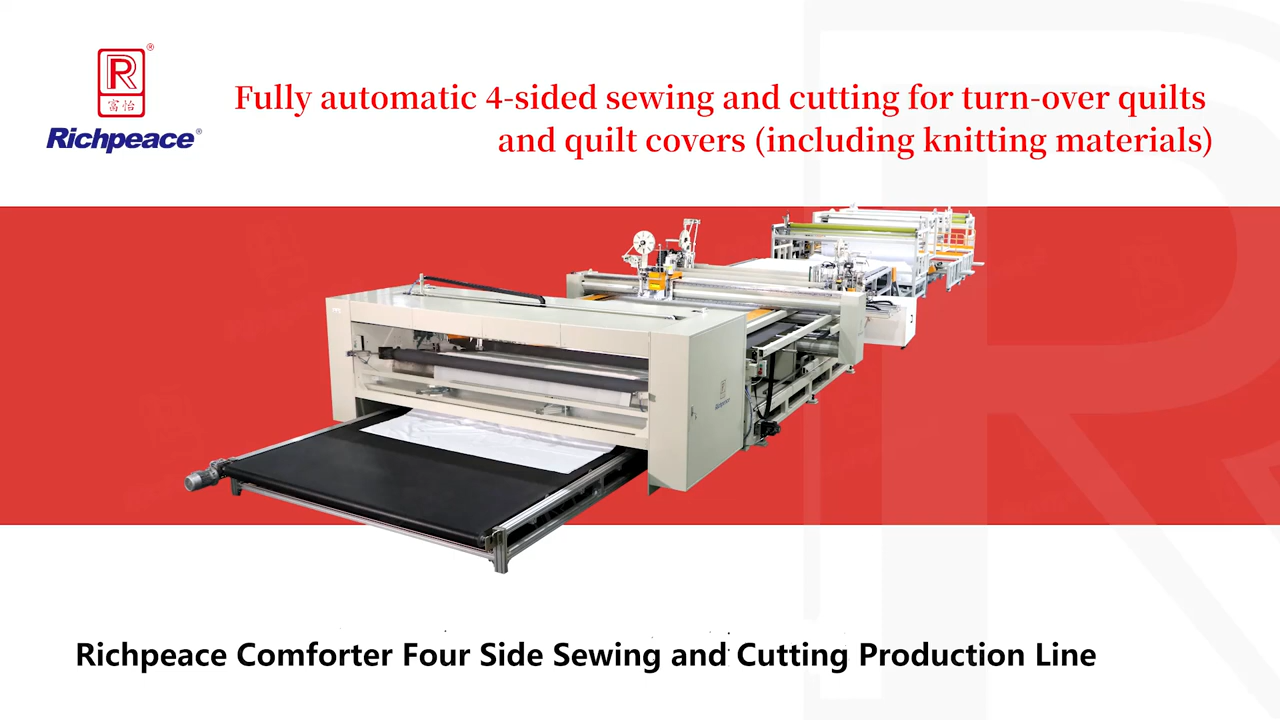 R
富怡
Richpeace
Fully automatic 4-sided sewing and cutting for turn-over quilts
and quilt covers (including knitting materials)
Richpeace
Richpeace Comforter Four Side Sewing and Cutting Production Line